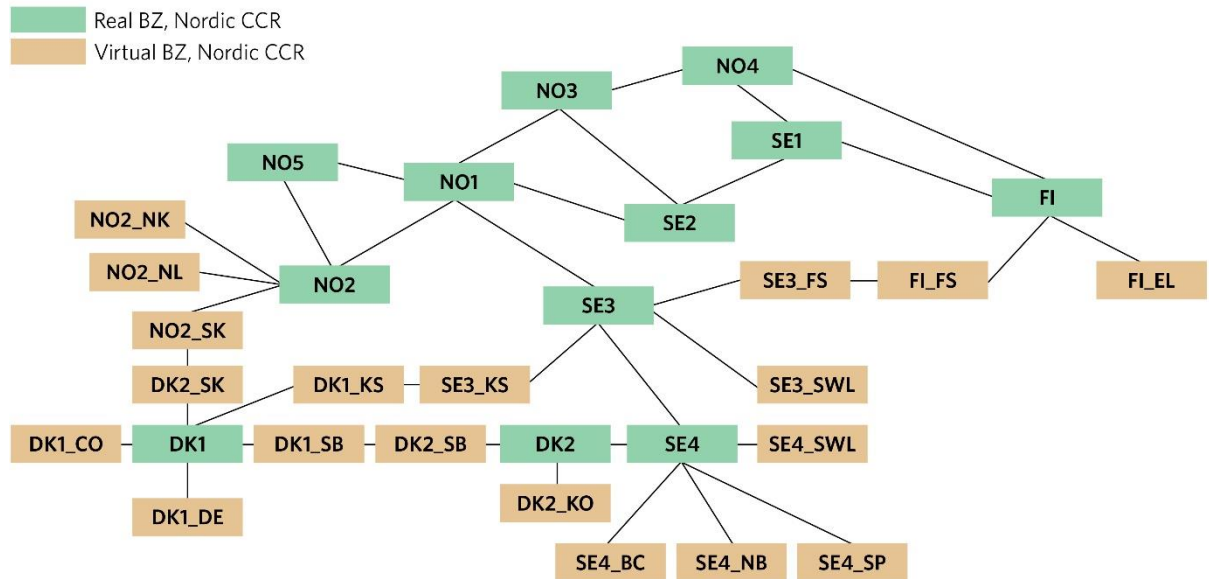 Real BZ, Nordic CCR
Virtual BZ, Nordic CCR
NO4
NO3
SE1
NO5
NO1
FI
NO2_NK
SE2
NO2_NL
NO2
SE3_FS
FI_FS
FI_EL
SE3
NO2_SK
DK2_SK
DK1_KS
SE3_KS
SE3_SWL
DK1_CO
DK1
DK1_SB
DK2_SB
DK2
SE4
SE4_SWL
DK2_KO
DK1_DE
SE4_BC
SE4_NB
SE4_SP